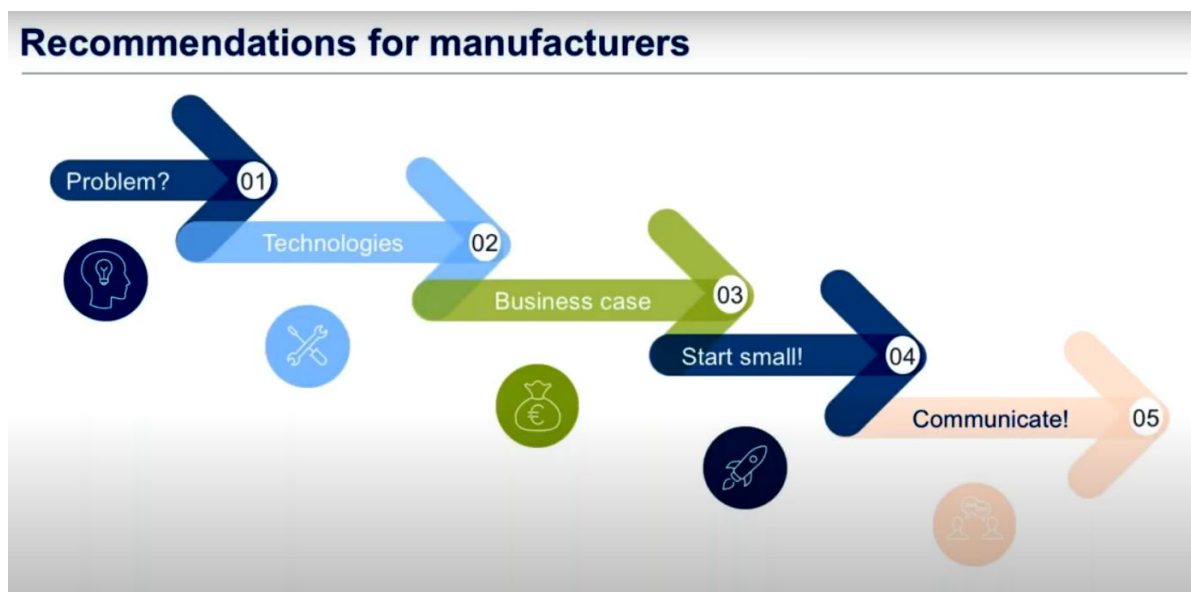 Recommendations for manufacturers
Problem? 01
Technologies 02
Business case 03
Start small! 04
Communicate! 05
€